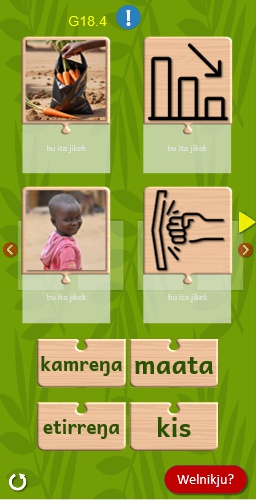 G18.4
!
bu ita jikek
bu ita jikek
bu ita jikek
bu ita jikek
kamreŋa
maata
etirreŋa
kis
Welnikju?